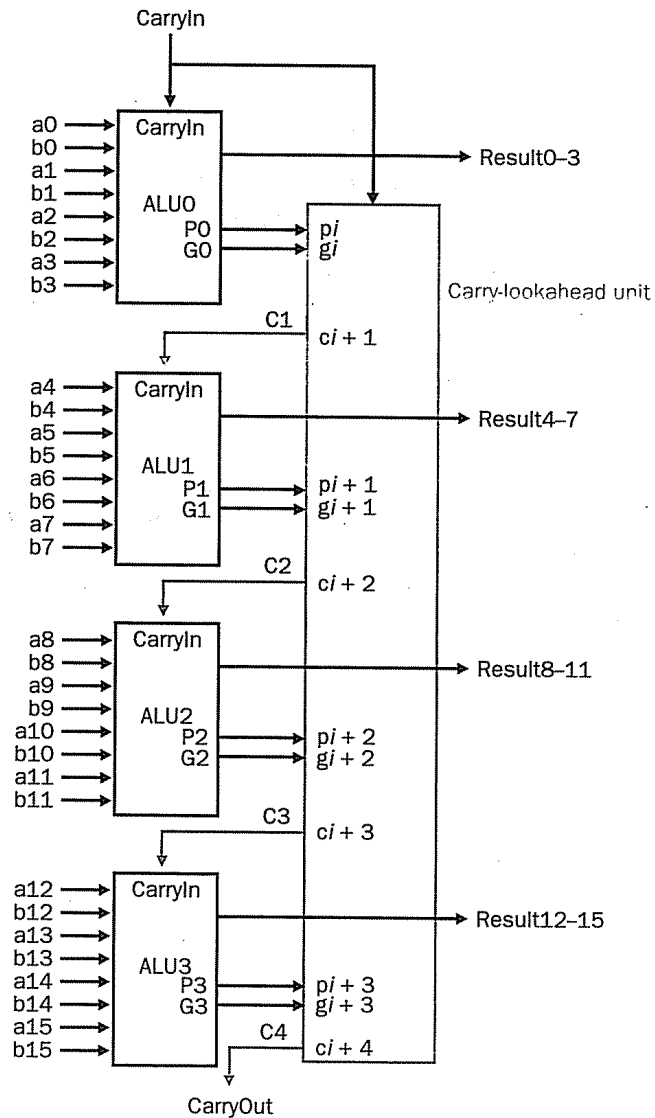 CarryIn
a0
b0
a1
b1
a2
b2
a3
b3
CarryIn
ALU0
P0
G0
pi
gi
Result0–3
Carry-lookahead unit
C1
ci + 1
a4
b4
a5
b5
a6
b6
a7
b7
CarryIn
ALU1
P1
G1
pi + 1
gi + 1
Result4–7
C2
ci + 2
a8
b8
a9
b9
a10
b10
a11
b11
CarryIn
ALU2
P2
G2
pi + 2
gi + 2
Result8–11
C3
ci + 3
a12
b12
a13
b13
a14
b14
a15
b15
CarryIn
ALU3
P3
G3
pi + 3
gi + 3
Result12–15
C4
ci + 4
CarryOut